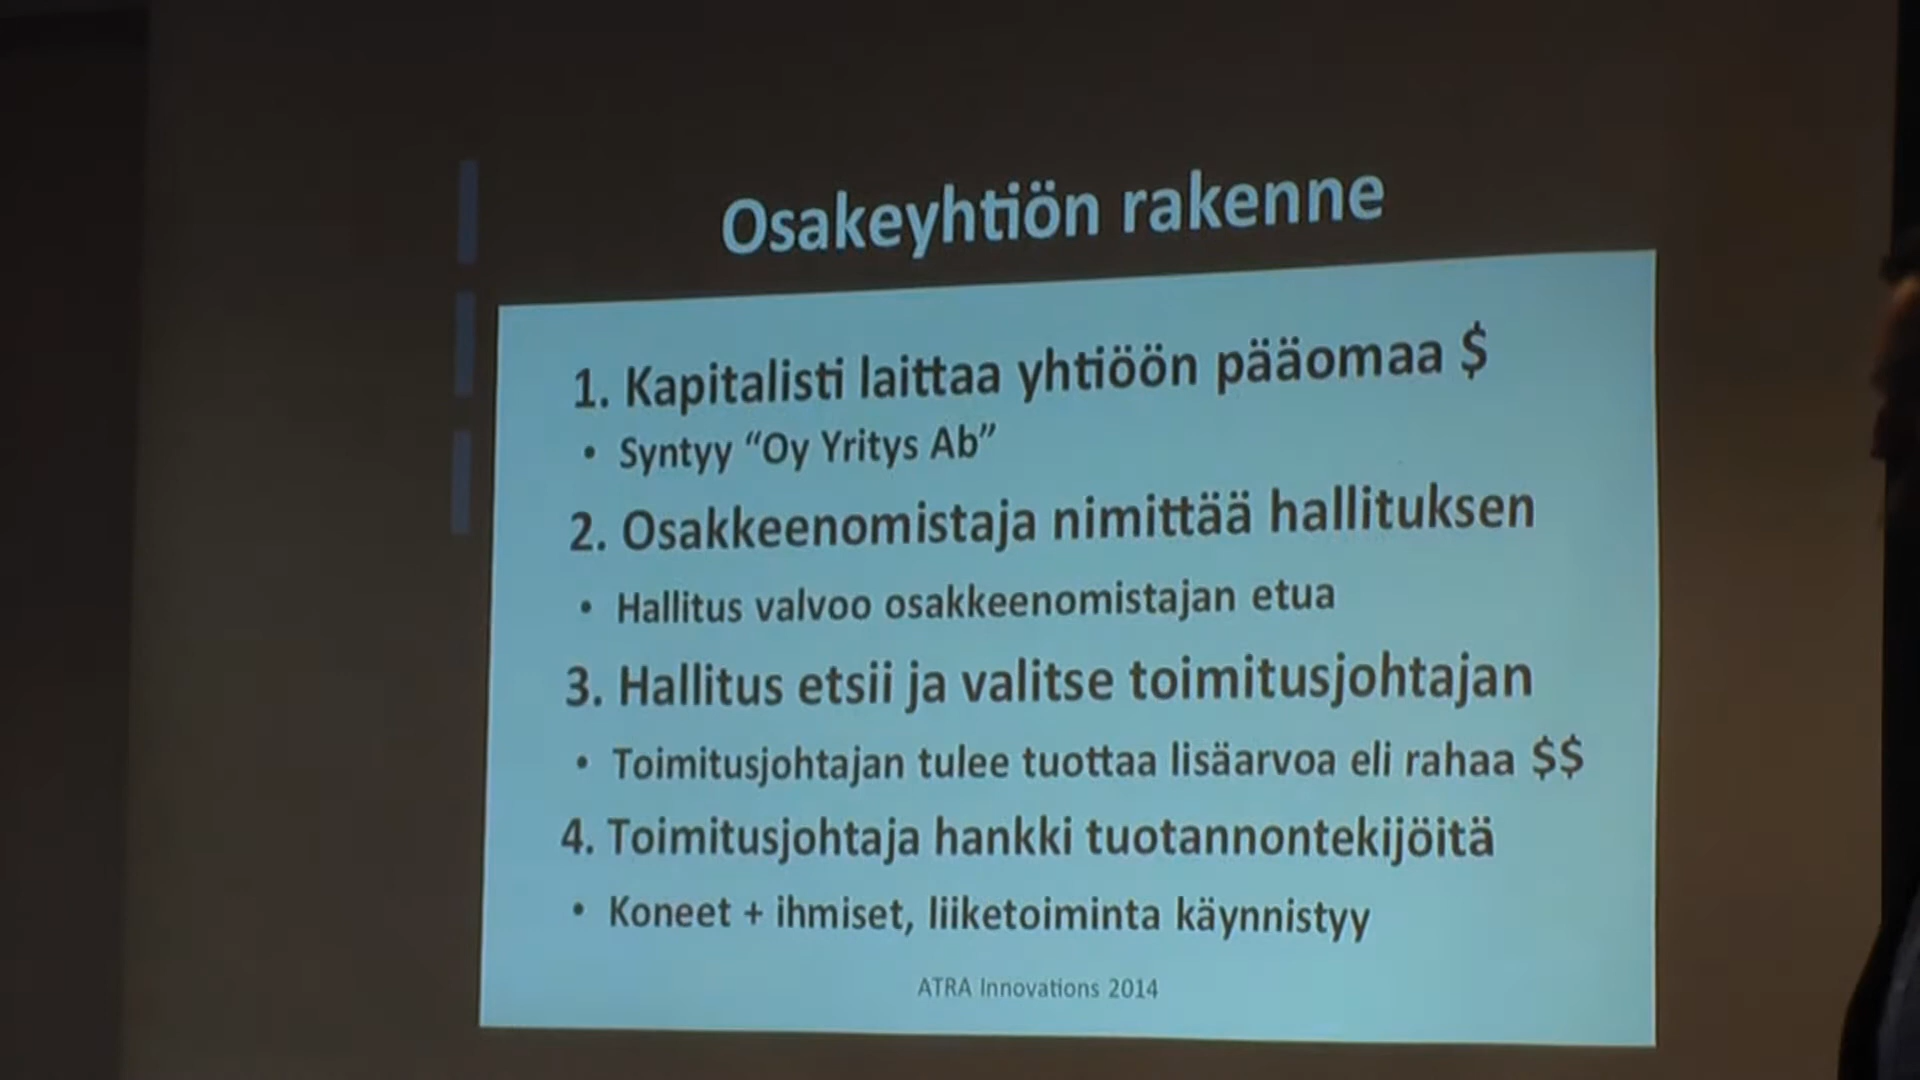 Osakeyhtiön rakenne
1. Kapitalisti laittaa yhtiöön pääomaa $
• Syntyy “Oy Yritys Ab”
2. Osakkeenomistaja nimittää hallituksen
• Hallitus valvoo osakkeenomistajan etua
3. Hallitus etsii ja valitse toimitusjohtajan
• Toimitusjohtajan tulee tuottaa lisäarvoa eli rahaa $$
4. Toimitusjohtaja hankki tuotannontekijöitä
• Koneet + ihmiset, liiketoiminta käynnistyy
ATRA Innovations 2014